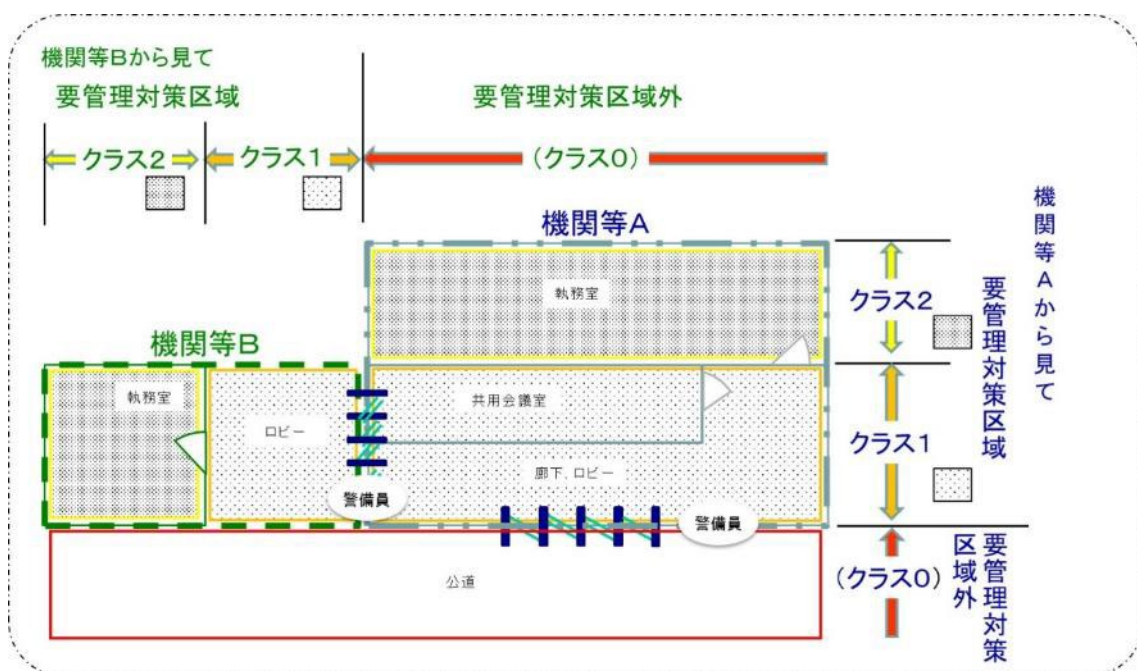 機関等Bから見て
要管理対策区域
要管理対策区域外
クラス2
クラス1
(クラス0)
機関等A
執務室
機関等B
執務室
ロビー
共用会議室
廊下、ロビー
警備員
警備員
公道
機関等Aから見て
要管理対策区域
クラス2
クラス1
(クラス0)
要管理対策
区域外